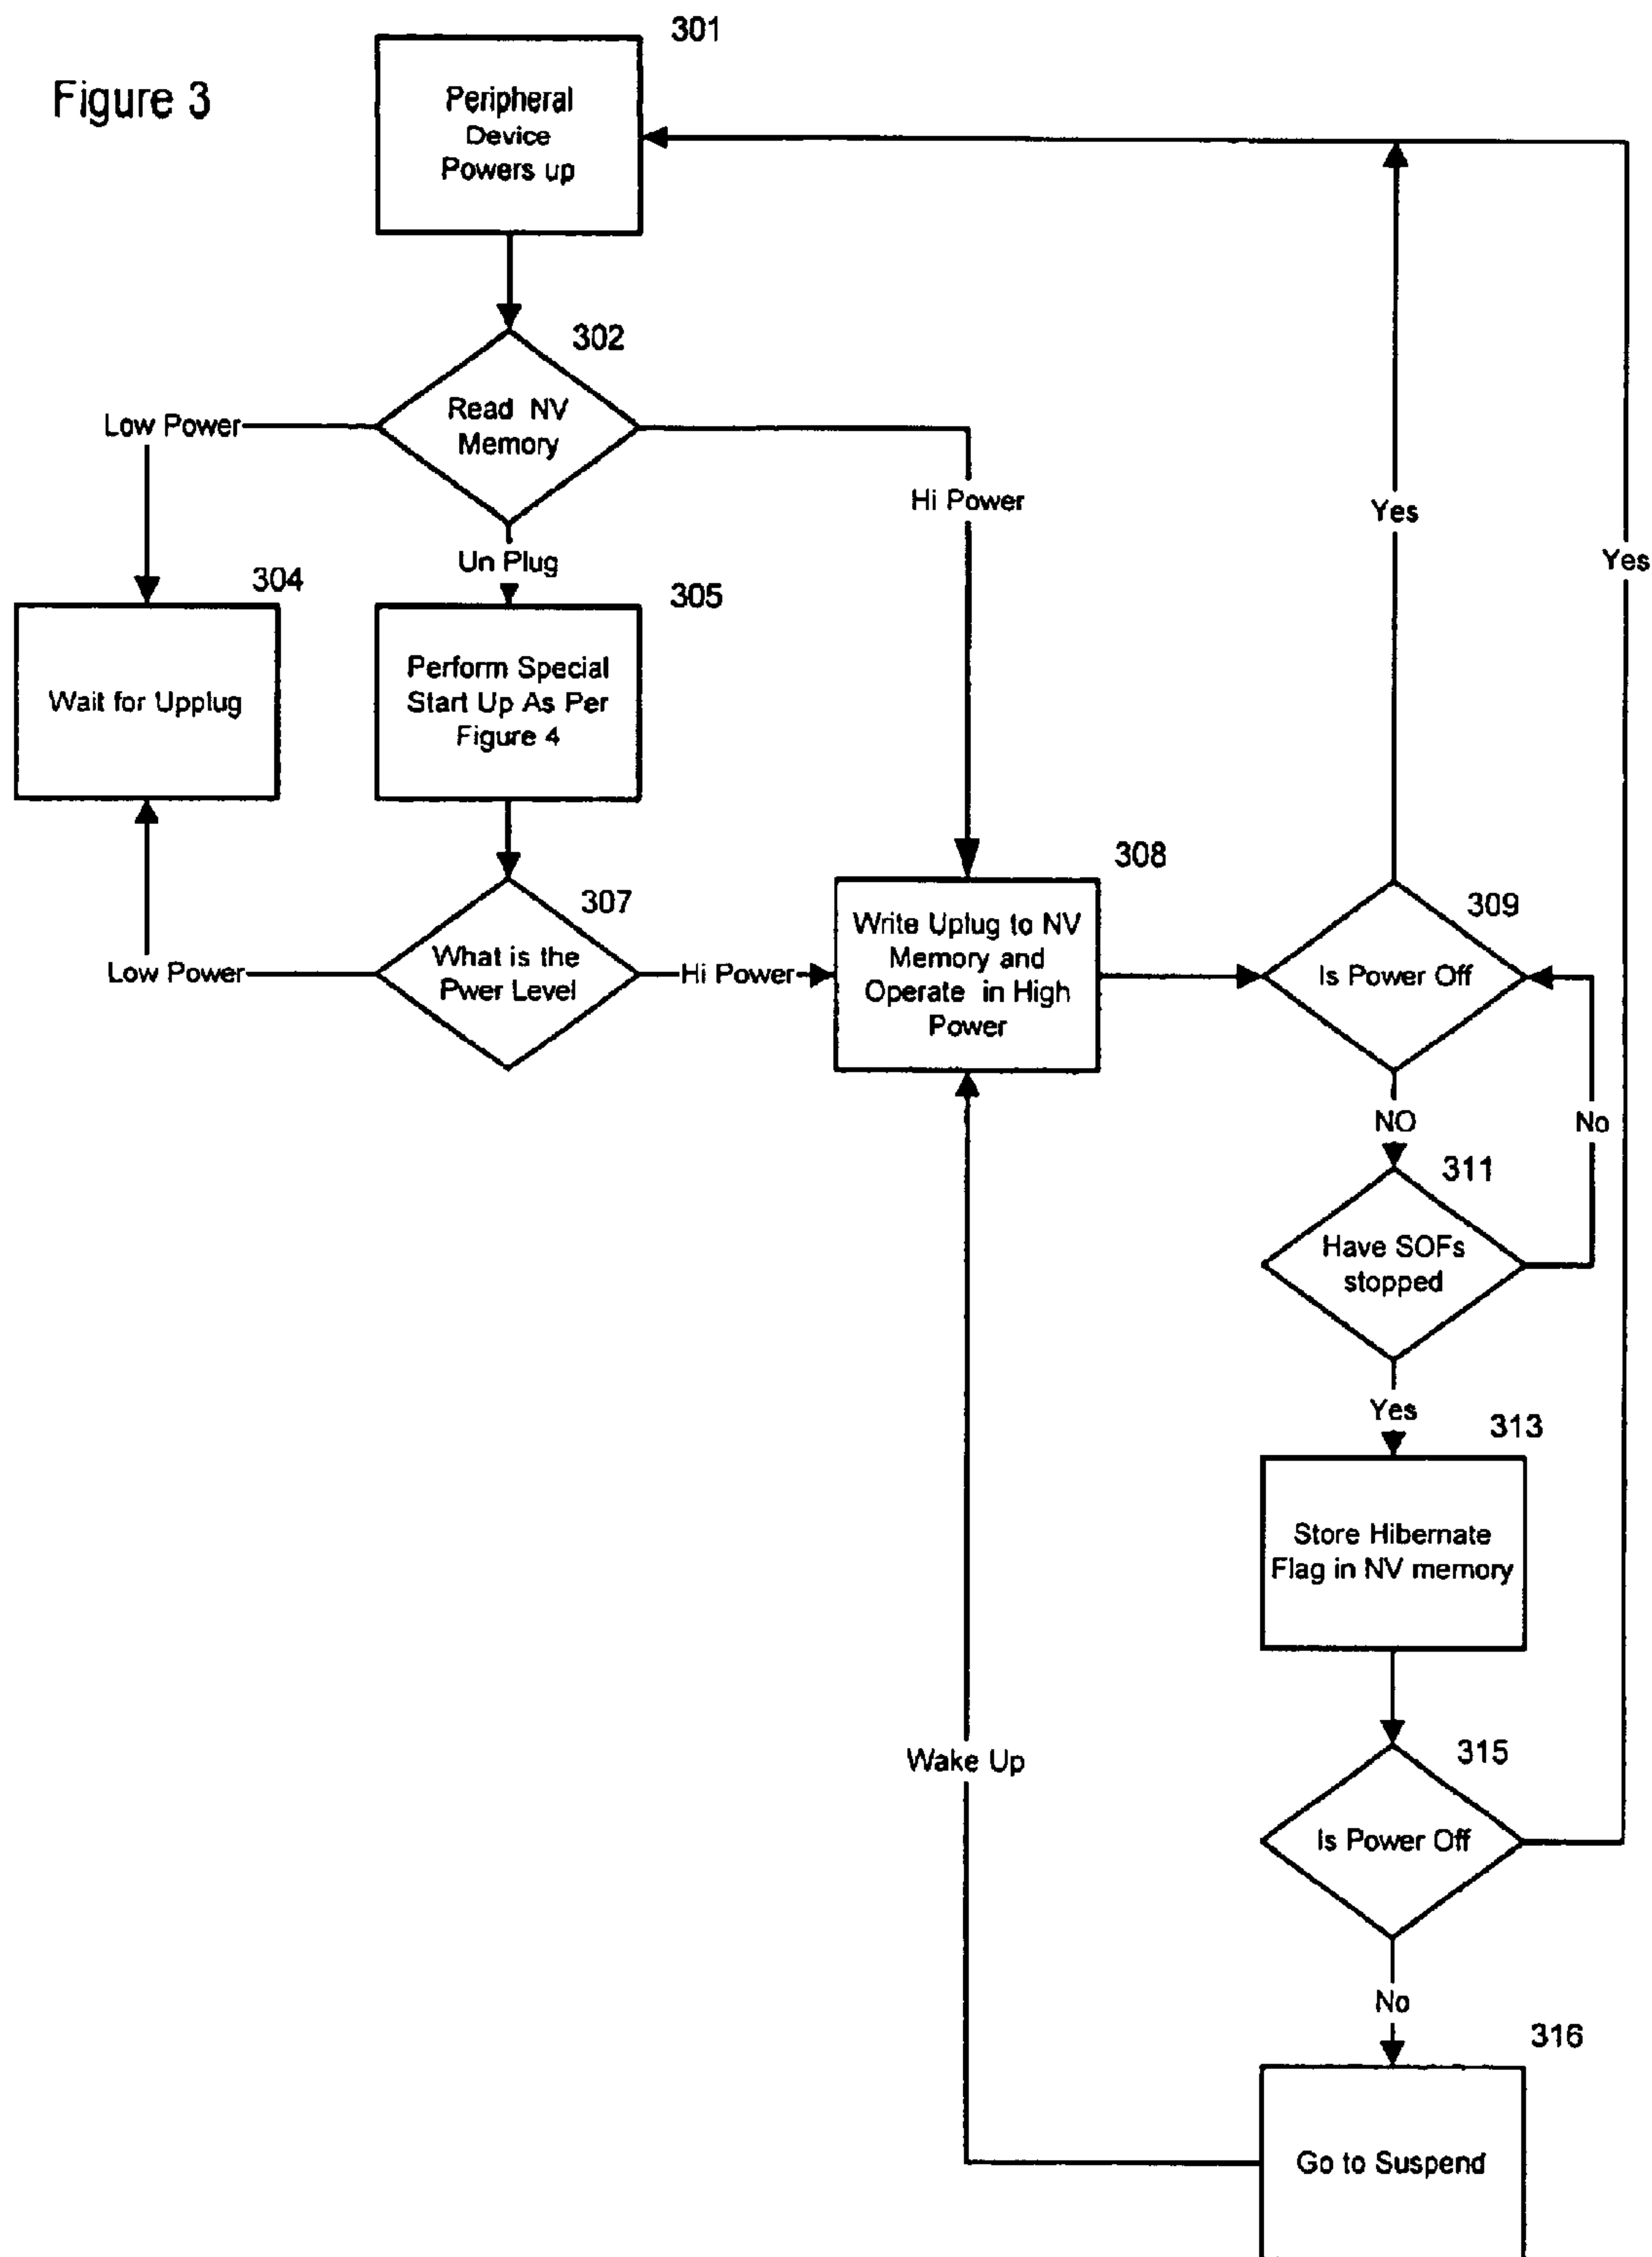 Figure 3
301
Peripheral
Device
Powers up
302
Read NV
Memory
Low Power
Hi Power
Un Plug
Yes
Yes
304
Wait for Upplug
305
Perform Special
Start Up As Per
Figure 4
307
What is the
Pwer Level
Low Power
Hi Power
308
Write Uplug to NV
Memory and
Operate in High
Power
309
Is Power Off
NO
No
311
Have SOFs
stopped
Yes
313
Store Hibernate
Flag in NV memory
315
Is Power Off
Wake Up
No
316
Go to Suspend